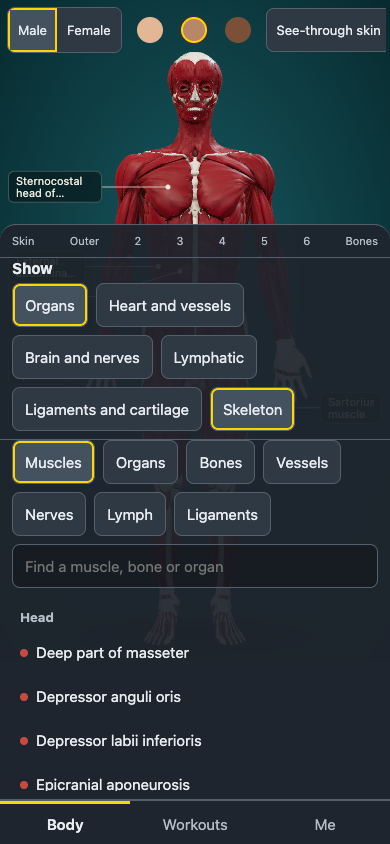 Male Female See-through skin
Sternocostal
head of...
Skin Outer 2 3 4 5 6 Bones
Show
Organs Heart and vessels
Brain and nerves Lymphatic
Ligaments and cartilage Skeleton
Sartorius
muscle
Muscles Organs Bones Vessels
Nerves Lymph Ligaments
Find a muscle, bone or organ
Head
Deep part of masseter
Depressor anguli oris
Depressor labii inferioris
Epicranial aponeurosis
Body Workouts Me